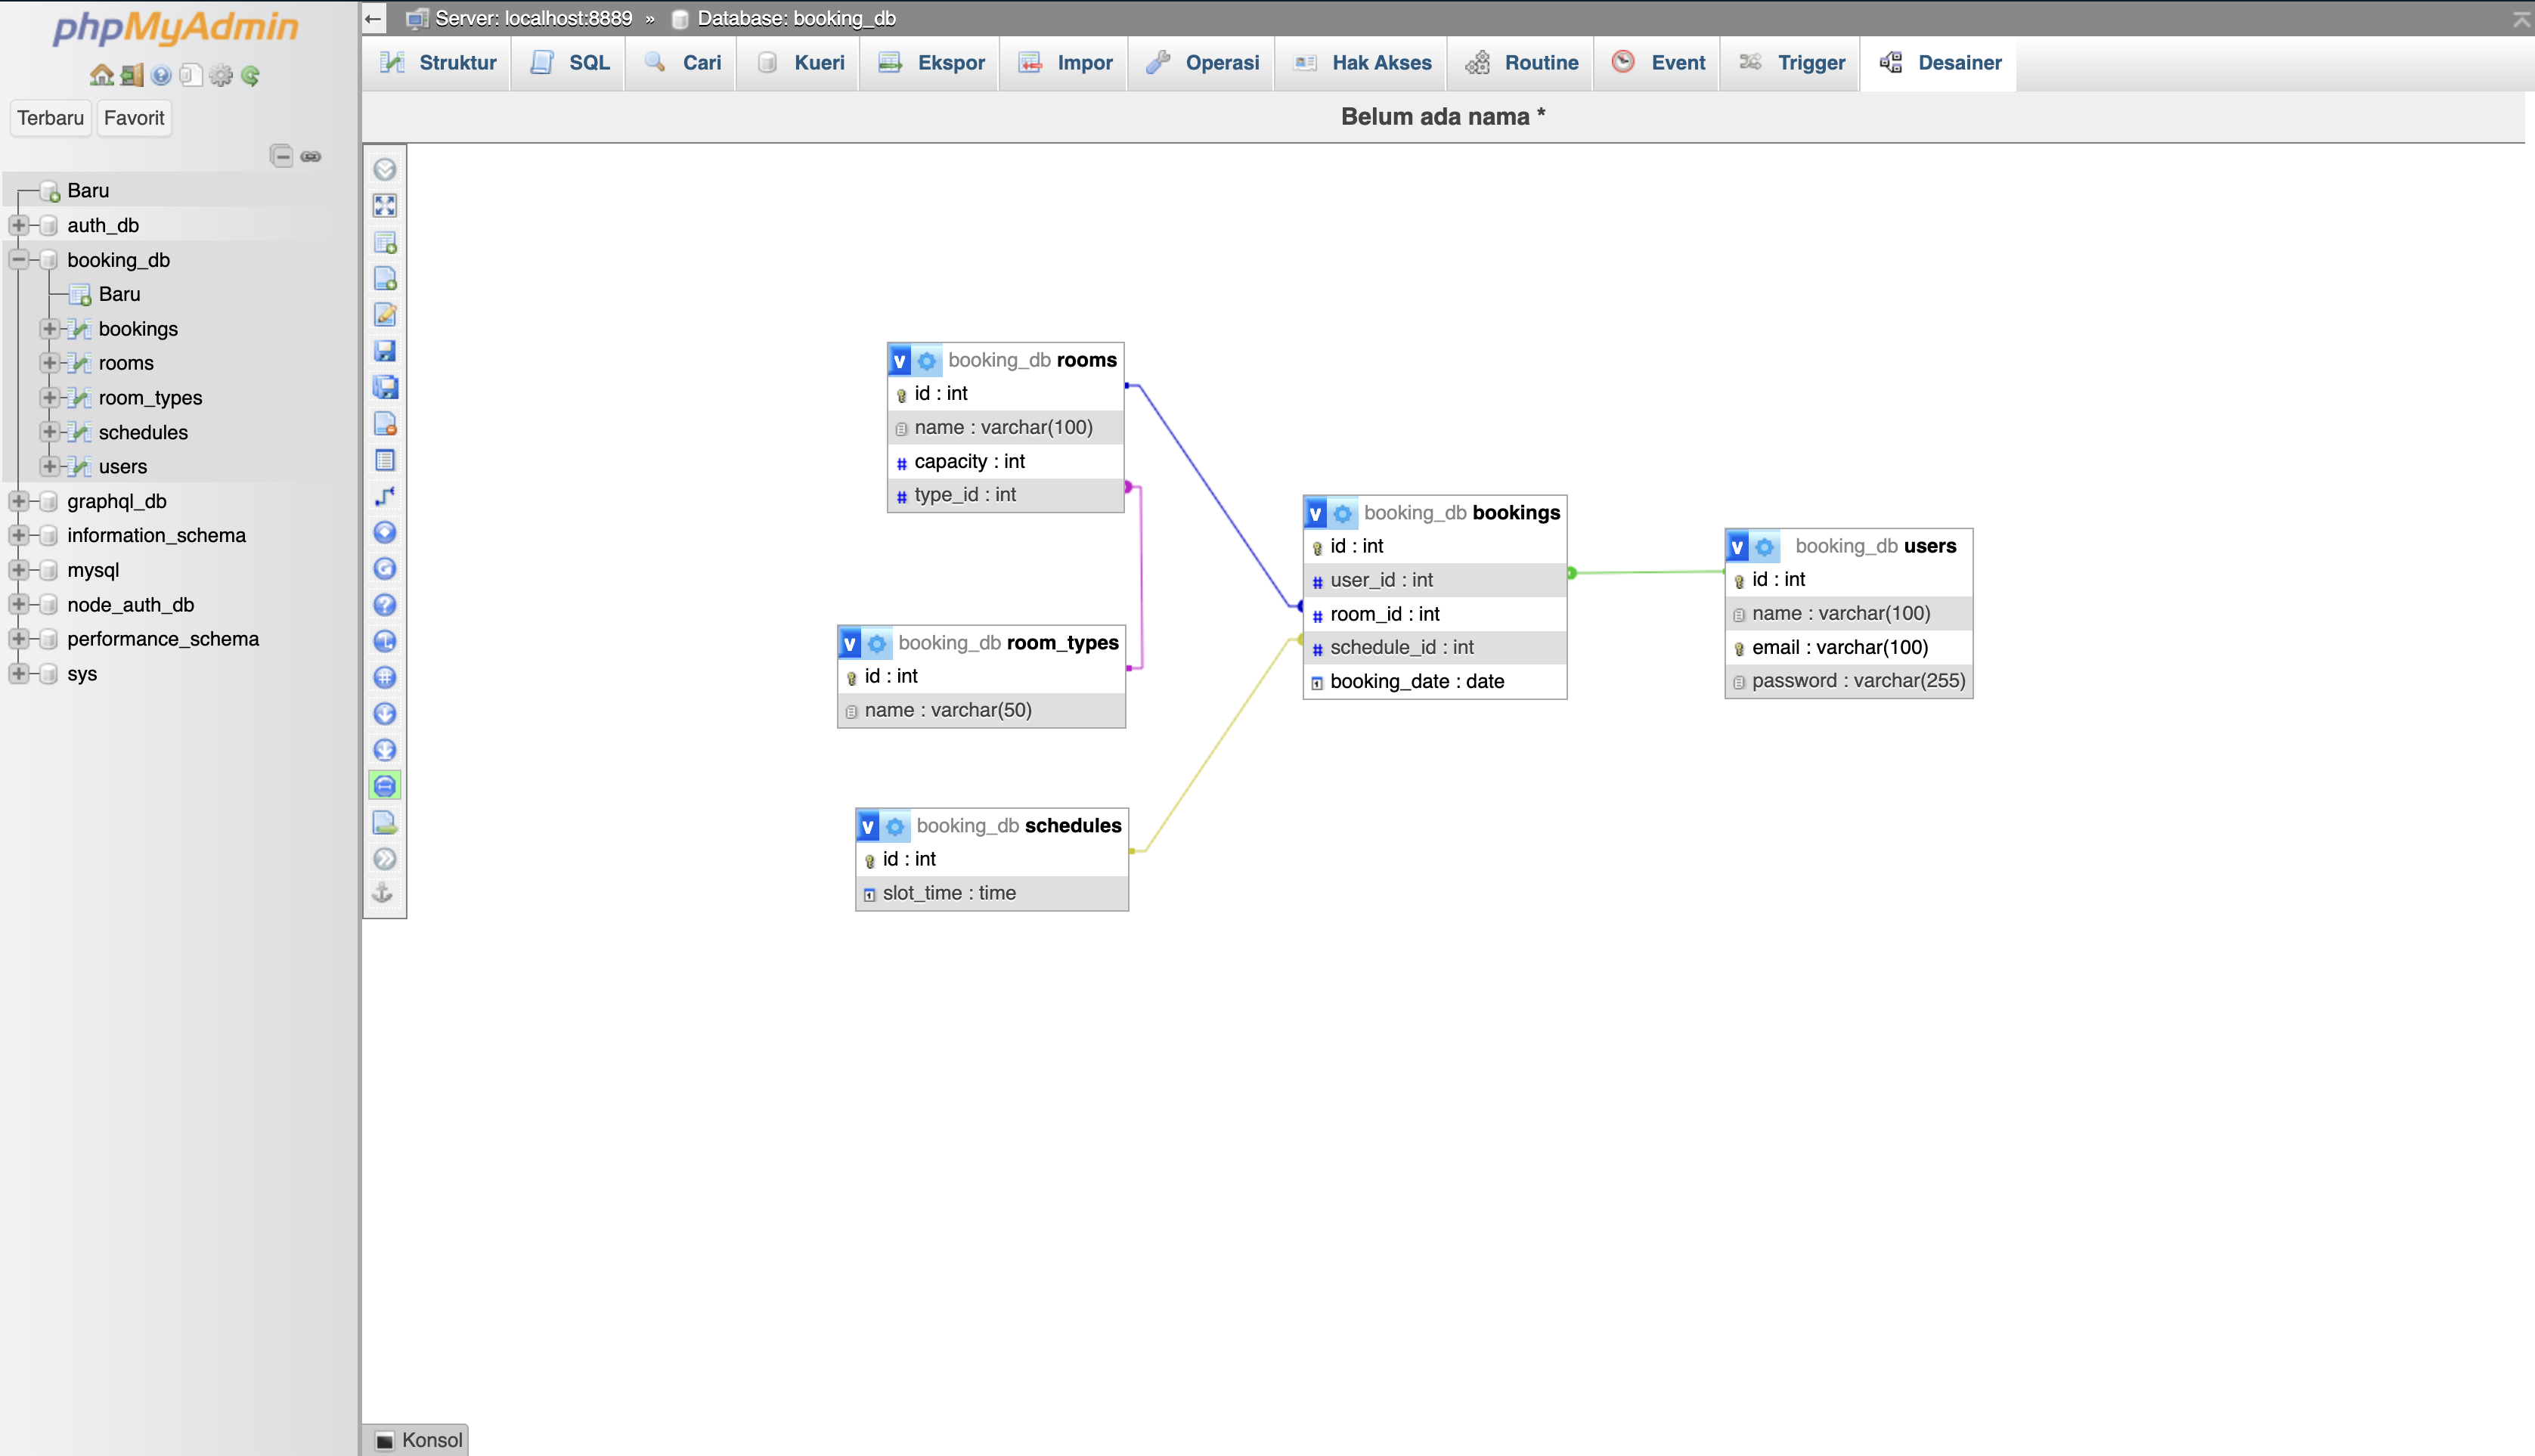 phpMyAdmin
Terbaru Favorit
Baru
auth_db
booking_db
Baru
bookings
rooms
room_types
schedules
users
graphql_db
information_schema
mysql
node_auth_db
performance_schema
sys
Server: localhost:8889 » Database: booking_db
Struktur SQL Cari Kueri Ekspor Impor Operasi Hak Akses Routine Event Trigger Desainer
Belum ada nama *
v booking_db rooms
id : int
name : varchar(100)
# capacity : int
# type_id : int
v booking_db room_types
id : int
name : varchar(50)
v booking_db schedules
id : int
slot_time : time
v booking_db bookings
id : int
# user_id : int
# room_id : int
# schedule_id : int
booking_date : date
v booking_db users
id : int
name : varchar(100)
email : varchar(100)
password : varchar(255)
Konsol